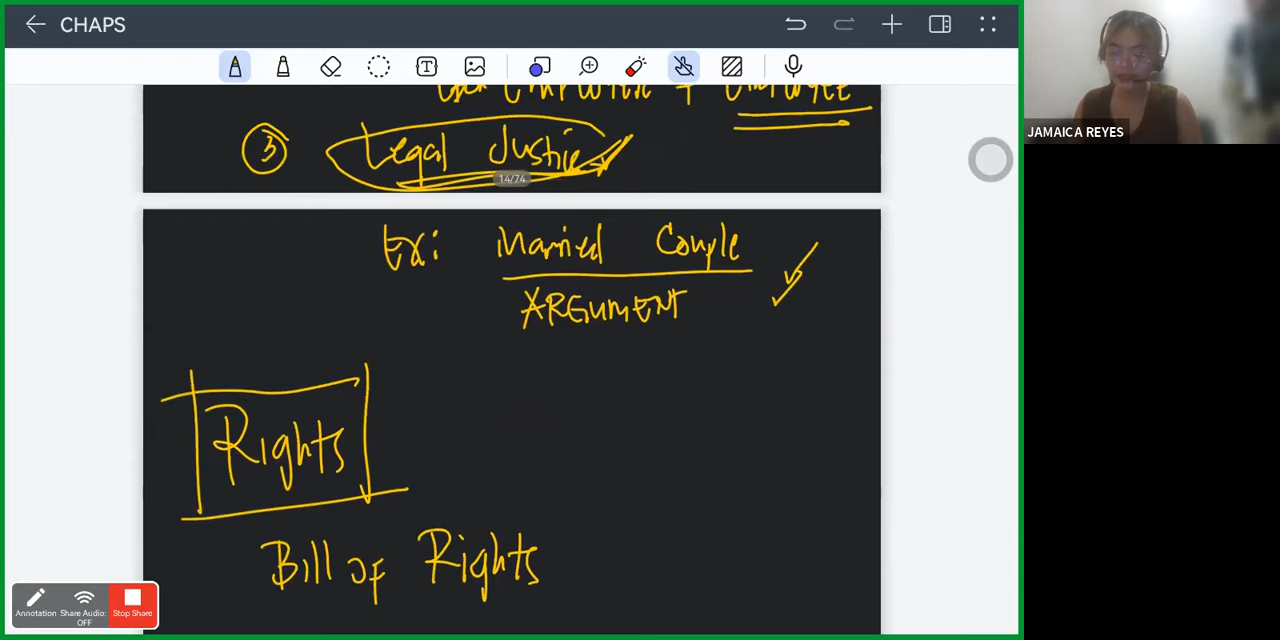 CHAPS
JAMAICA REYES
employee
3 Legal Justice
14/74
Ex: Married Couple
ARGUMENT
Rights
Bill of Rights
Annotation Share Audio: OFF Stop Share